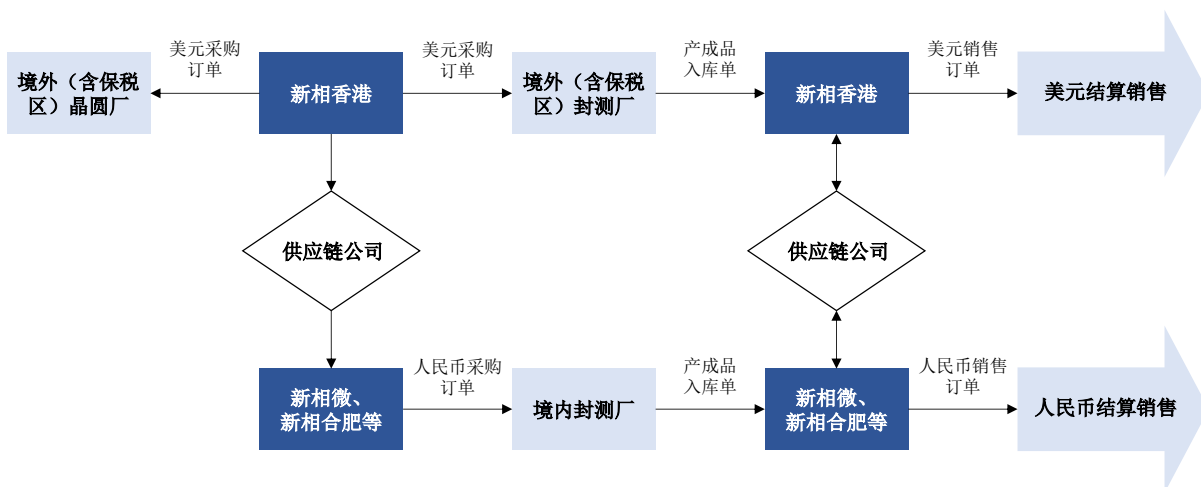 美元采购
订单
美元采购
订单
产成品
入库单
美元销售
订单
境外（含保税
区）晶圆厂
新相香港
境外（含保税
区）封测厂
新相香港
美元结算销售
供应链公司
供应链公司
人民币采购
订单
产成品
入库单
人民币销售
订单
新相微、
新相合肥等
境内封测厂
新相微、
新相合肥等
人民币结算销售